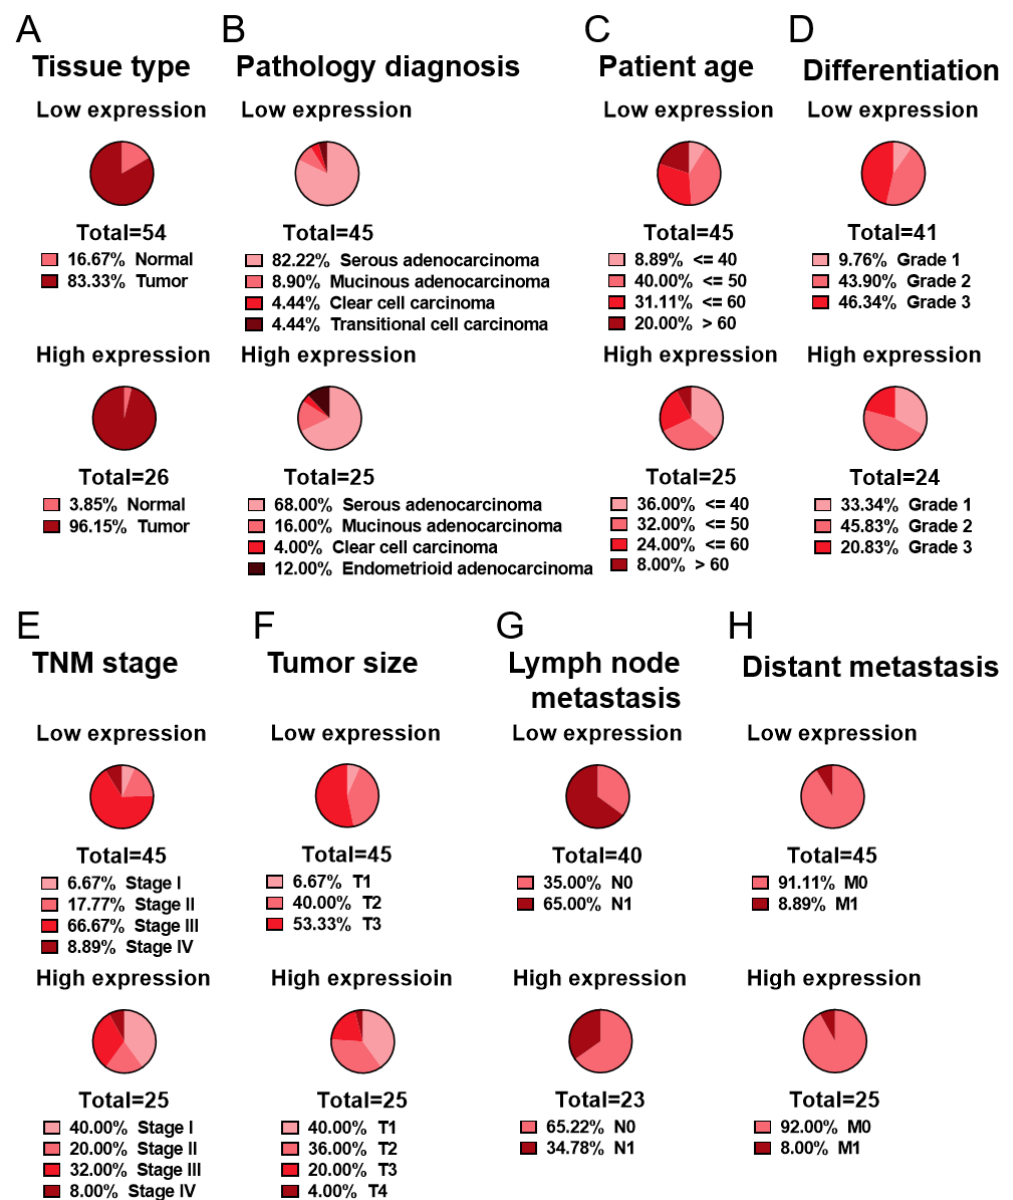 A
Tissue type
Low expression
Total=54
16.67% Normal
83.33% Tumor
High expression
Total=26
3.85% Normal
96.15% Tumor
B
Pathology diagnosis
Low expression
Total=45
82.22% Serous adenocarcinoma
8.90% Mucinous adenocarcinoma
4.44% Clear cell carcinoma
4.44% Transitional cell carcinoma
High expression
Total=25
68.00% Serous adenocarcinoma
16.00% Mucinous adenocarcinoma
4.00% Clear cell carcinoma
12.00% Endometrioid adenocarcinoma
C
Patient age
Low expression
Total=45
8.89% <= 40
40.00% <= 50
31.11% <= 60
20.00% > 60
High expression
Total=25
36.00% <= 40
32.00% <= 50
24.00% <= 60
8.00% > 60
D
Differentiation
Low expression
Total=41
9.76% Grade 1
43.90% Grade 2
46.34% Grade 3
High expression
Total=24
33.34% Grade 1
45.83% Grade 2
20.83% Grade 3
E
TNM stage
Low expression
Total=45
6.67% Stage I
17.77% Stage II
66.67% Stage III
8.89% Stage IV
High expression
Total=25
40.00% Stage I
20.00% Stage II
32.00% Stage III
8.00% Stage IV
F
Tumor size
Low expression
Total=45
6.67% T1
40.00% T2
53.33% T3
High expressioin
Total=25
40.00% T1
36.00% T2
20.00% T3
4.00% T4
G
Lymph node
metastasis
Low expression
Total=40
35.00% N0
65.00% N1
High expression
Total=23
65.22% N0
34.78% N1
H
Distant metastasis
Low expression
Total=45
91.11% M0
8.89% M1
High expression
Total=25
92.00% M0
8.00% M1